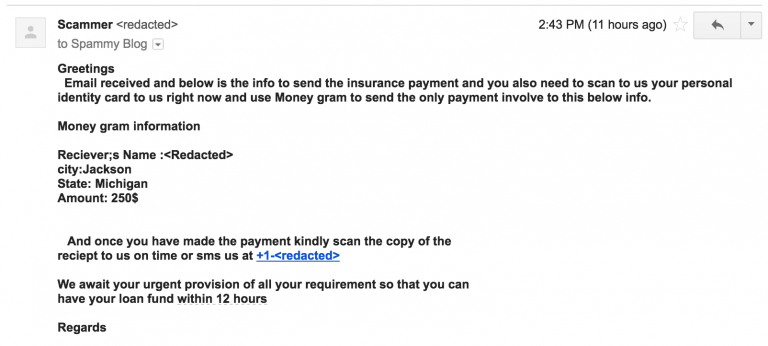 Scammer <redacted>
2:43 PM (11 hours ago)
to Spammy Blog
Greetings
Email received and below is the info to send the insurance payment and you also need to scan to us your personal
identity card to us right now and use Money gram to send the only payment involve to this below info.
Money gram information
Reciever;s Name :<Redacted>
city:Jackson
State: Michigan
Amount: 250$
And once you have made the payment kindly scan the copy of the
reciept to us on time or sms us at +1-<redacted>
We await your urgent provision of all your requirement so that you can
have your loan fund within 12 hours
Regards